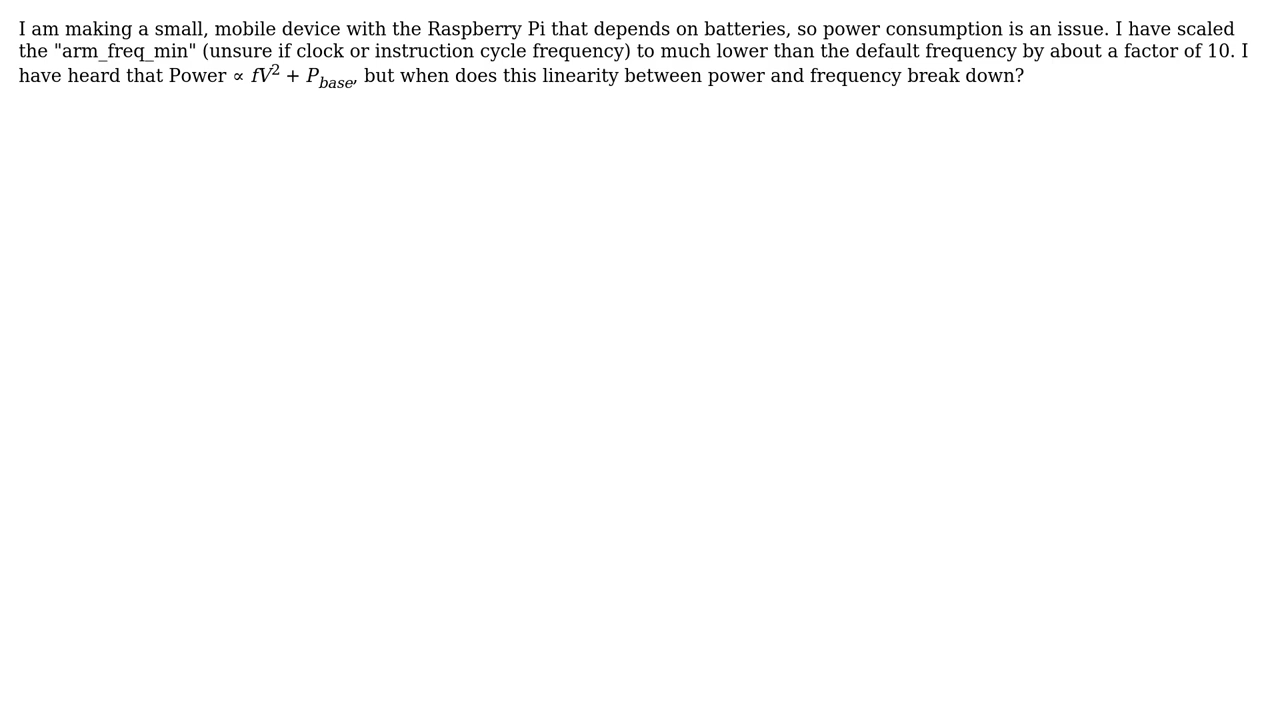 I am making a small, mobile device with the Raspberry Pi that depends on batteries, so power consumption is an issue. I have scaled
the "arm_freq_min" (unsure if clock or instruction cycle frequency) to much lower than the default frequency by about a factor of 10. I
have heard that Power ∝ fV² + P_base, but when does this linearity between power and frequency break down?